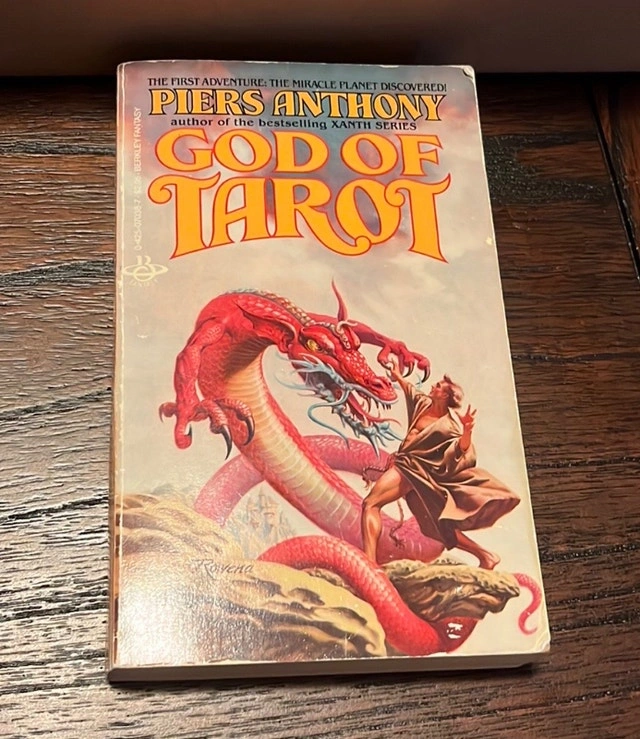 THE FIRST ADVENTURE: THE MIRACLE PLANET DISCOVERED!
PIERS ANTHONY
author of the bestselling XANTH SERIES
GOD OF
TAROT
BERKLEY FANTASY
B
Rowena